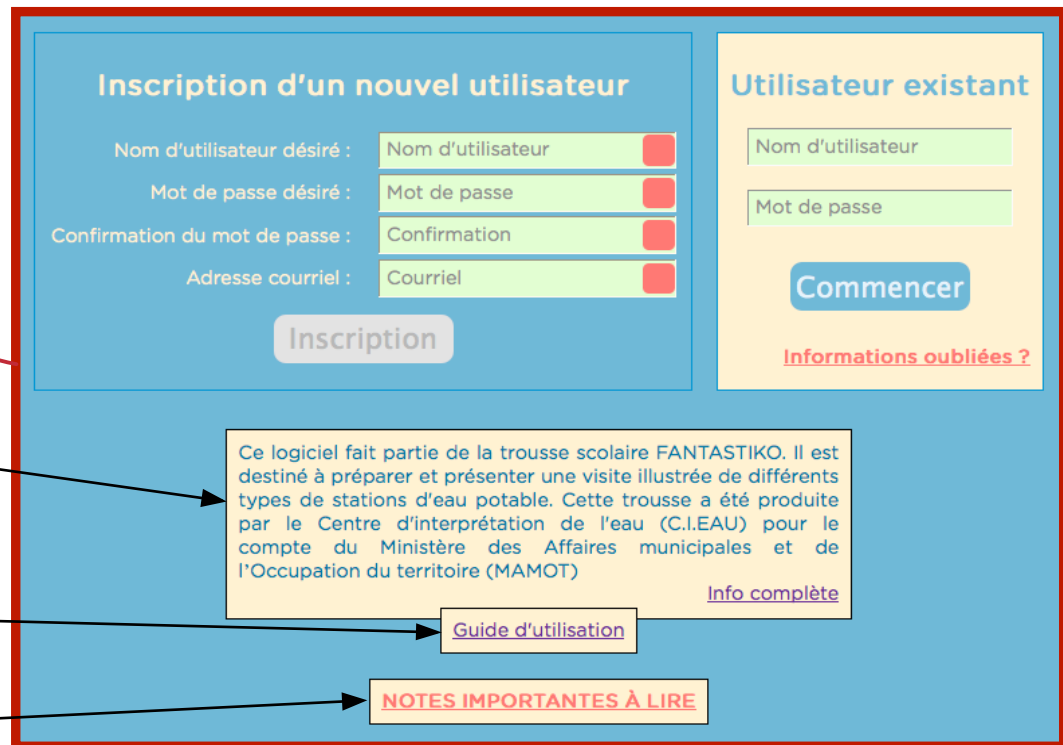 Inscription d'un nouvel utilisateur
Nom d'utilisateur désiré :
Nom d'utilisateur
Mot de passe désiré :
Mot de passe
Confirmation du mot de passe :
Confirmation
Adresse courriel :
Courriel
Inscription
Utilisateur existant
Nom d'utilisateur
Mot de passe
Commencer
Informations oubliées ?
Ce logiciel fait partie de la trousse scolaire FANTASTIKO. Il est
destiné à préparer et présenter une visite illustrée de différents
types de stations d'eau potable. Cette trousse a été produite
par le Centre d'interprétation de l'eau (C.I.EAU) pour le
compte du Ministère des Affaires municipales et de
l’Occupation du territoire (MAMOT)
Info complète
Guide d'utilisation
NOTES IMPORTANTES À LIRE